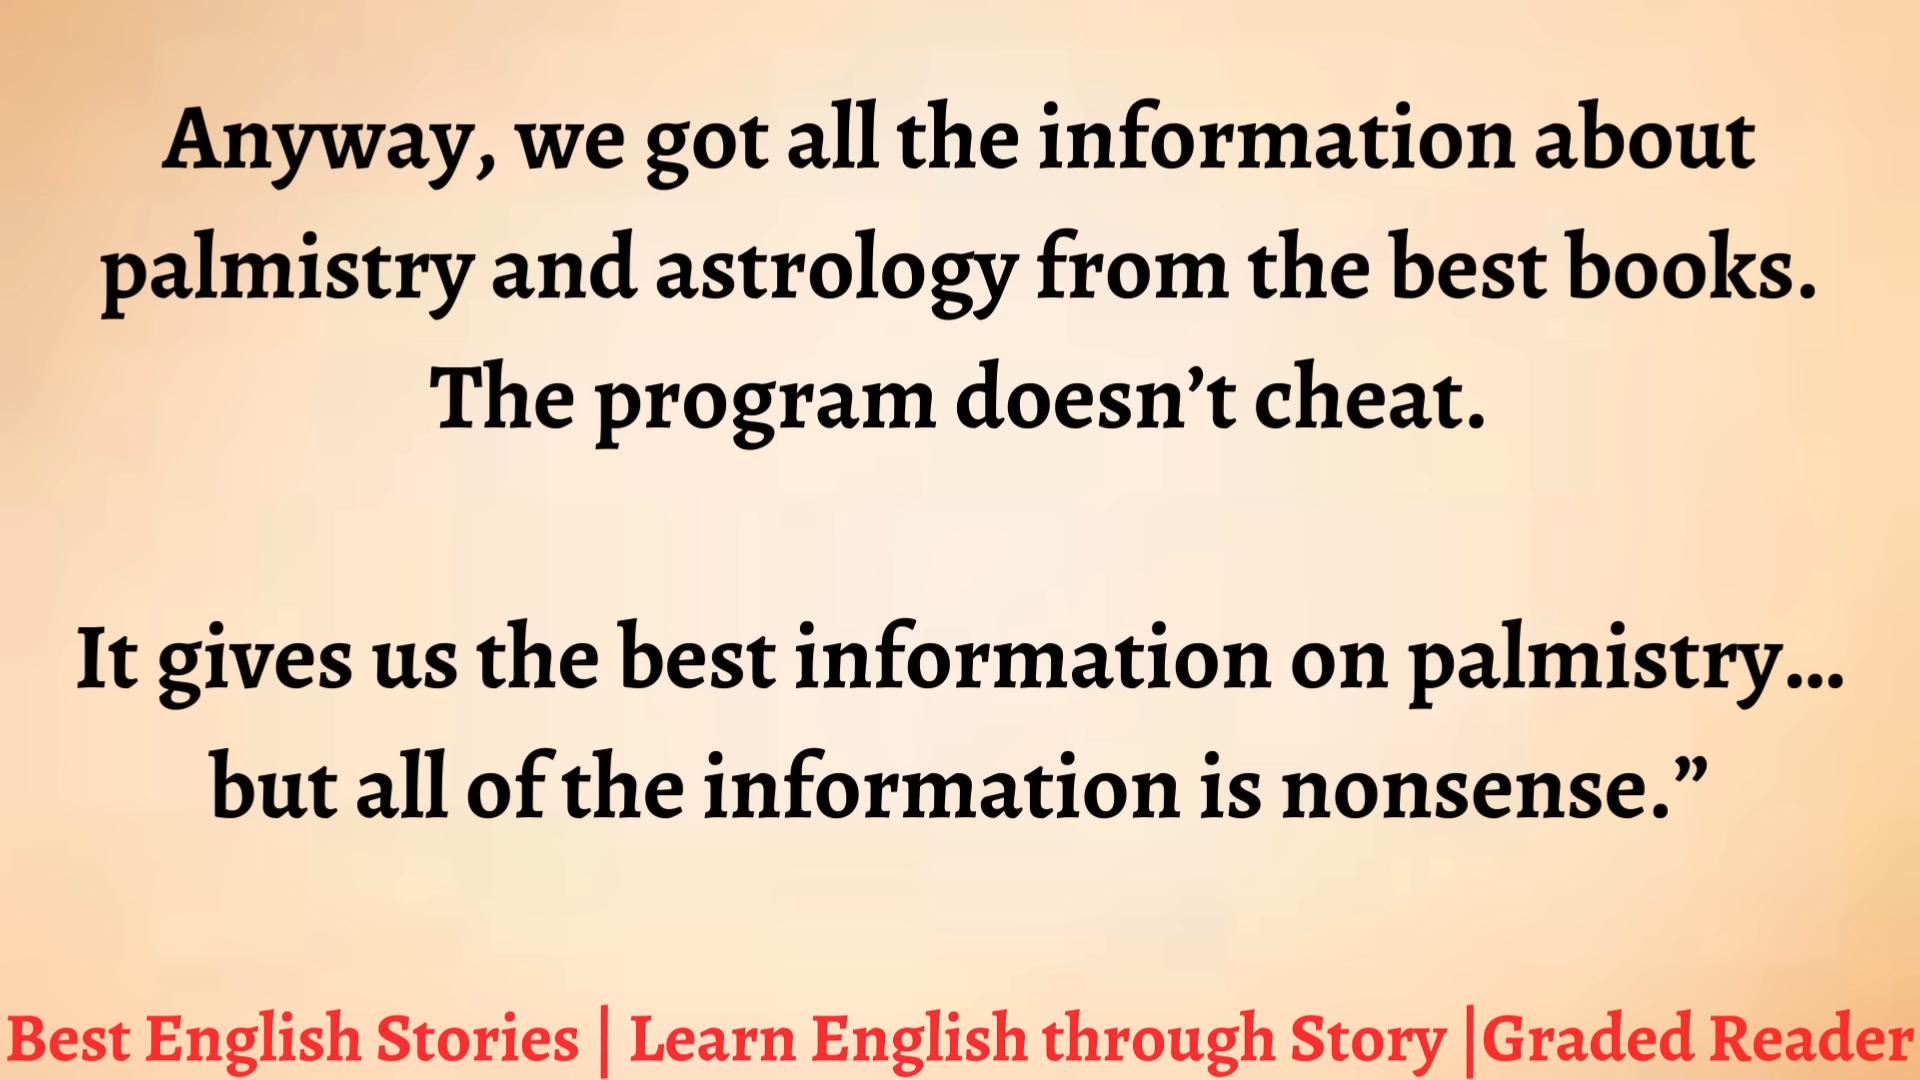 Anyway, we got all the information about
palmistry and astrology from the best books.
The program doesn’t cheat.
It gives us the best information on palmistry...
but all of the information is nonsense.”
Best English Stories | Learn English through Story |Graded Reader